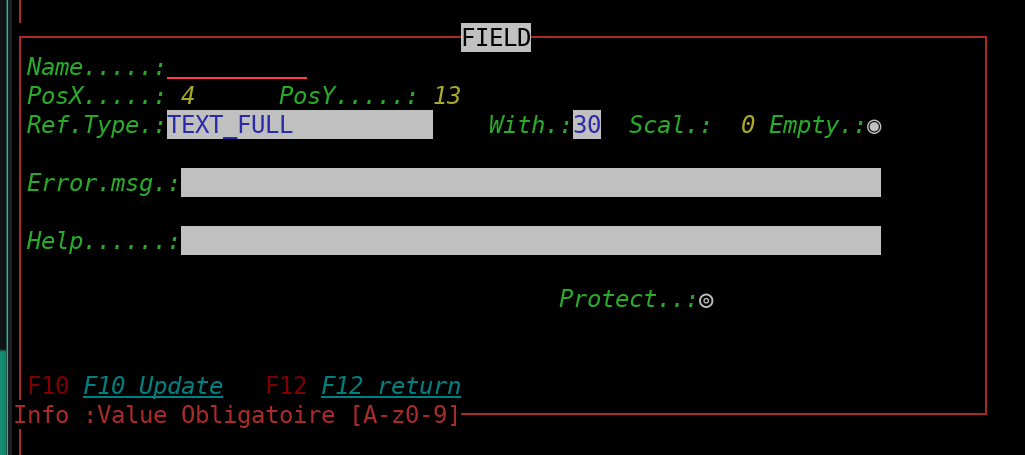 FIELD
Name.....:__________
PosX.....: 4 PosY.....: 13
Ref.Type.:TEXT_FULL With.:30 Scal.: 0 Empty.:◉
Error.msg.:
Help......:
Protect..:◎
F10 F10 Update F12 F12 return
Info :Value Obligatoire [A-z0-9]